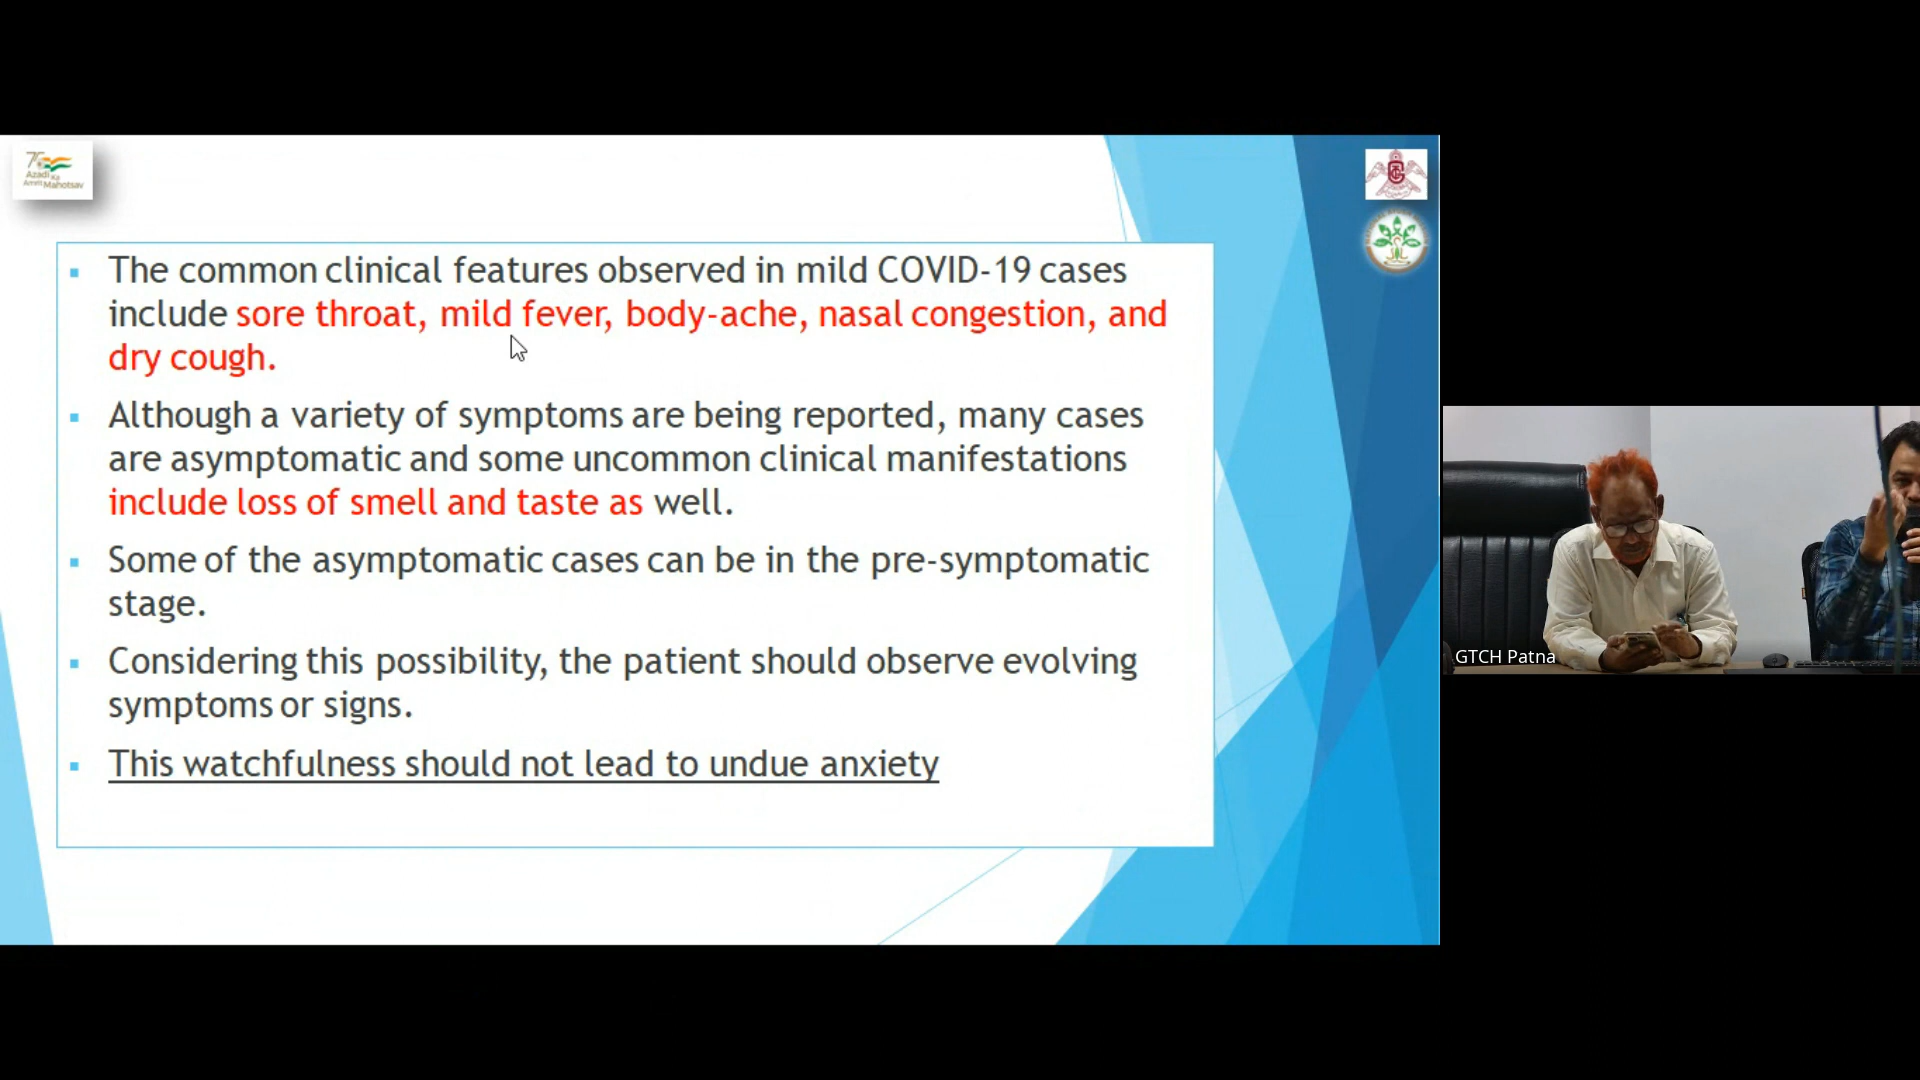 Azadi Ka
Amrit Mahotsav
The common clinical features observed in mild COVID-19 cases
include sore throat, mild fever, body-ache, nasal congestion, and
dry cough.
Although a variety of symptoms are being reported, many cases
are asymptomatic and some uncommon clinical manifestations
include loss of smell and taste as well.
Some of the asymptomatic cases can be in the pre-symptomatic
stage.
Considering this possibility, the patient should observe evolving
symptoms or signs.
This watchfulness should not lead to undue anxiety
GTCH Patna